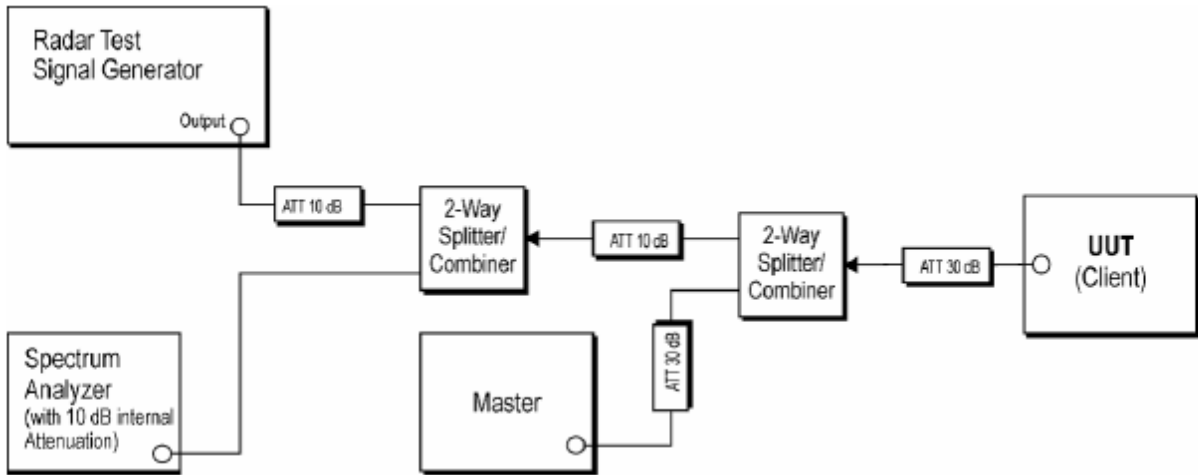 Radar Test
Signal Generator
Output
ATT 10 dB
2-Way
Splitter/
Combiner
ATT 10 dB
2-Way
Splitter/
Combiner
ATT 30 dB
UUT
(Client)
Spectrum
Analyzer
(with 10 dB internal
Attenuation)
Master
ATT 30 dB